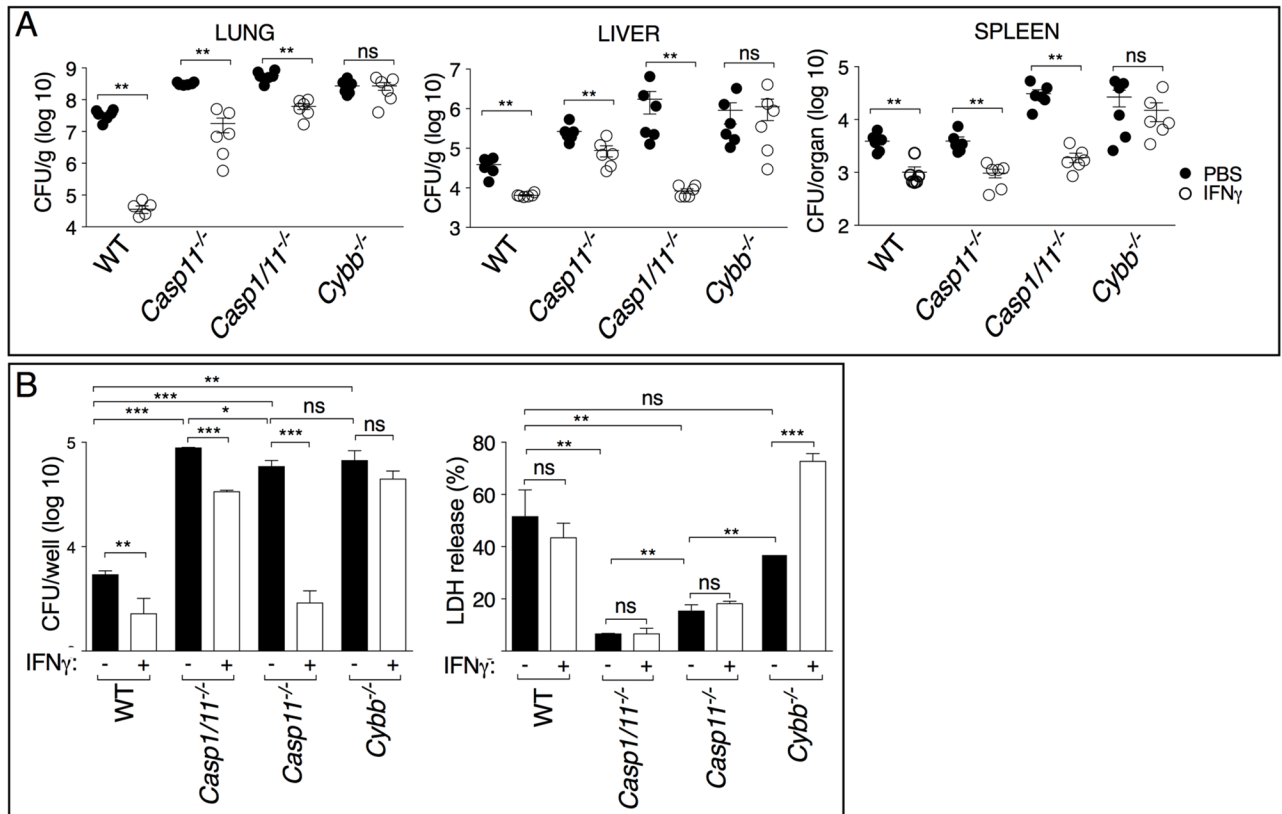 A
LUNG
LIVER
SPLEEN
CFU/g (log 10)
9
8
7
6
5
4
**
**
**
ns
WT
Casp11-/-
Casp1/11-/-
Cybb-/-
CFU/g (log 10)
7
6
5
4
3
**
**
**
ns
WT
Casp11-/-
Casp1/11-/-
Cybb-/-
CFU/organ (log 10)
5
4
3
2
**
**
**
ns
WT
Casp11-/-
Casp1/11-/-
Cybb-/-
PBS
IFNγ
B
CFU/well (log 10)
5
4
-
**
***
***
*
ns
**
***
***
ns
IFNγ: - + - + - + - +
WT
Casp1/11-/-
Casp11-/-
Cybb-/-
LDH release (%)
80
60
40
20
ns
**
**
***
ns
**
**
ns
ns
IFNγ: - + - + - + - +
WT
Casp1/11-/-
Casp11-/-
Cybb-/-